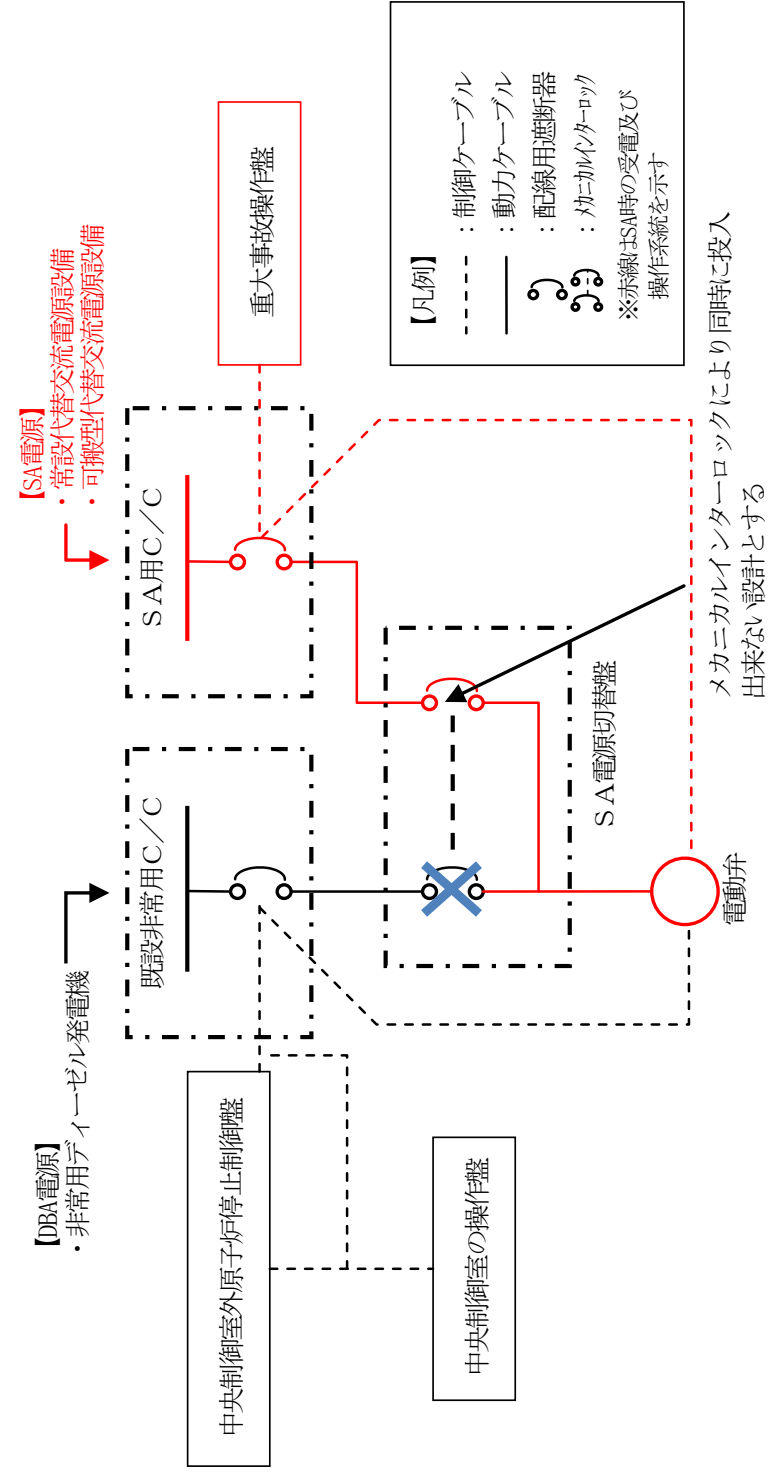 【DBA電源】
・非常用ディーゼル発電機
【SA電源】
・常設代替交流電源設備
・可搬型代替交流電源設備
既設非常用C／C
SA用C／C
重大事故操作盤
中央制御室外原子炉停止制御盤
中央制御室の操作盤
SA電源切替盤
電動弁
メカニカルインターロックにより同時に投入
出来ない設計とする
【凡例】
：制御ケーブル
：動力ケーブル
：配線用遮断器
：メカニカルインターロック
※赤線はSA時の受電及び
操作系統を示す